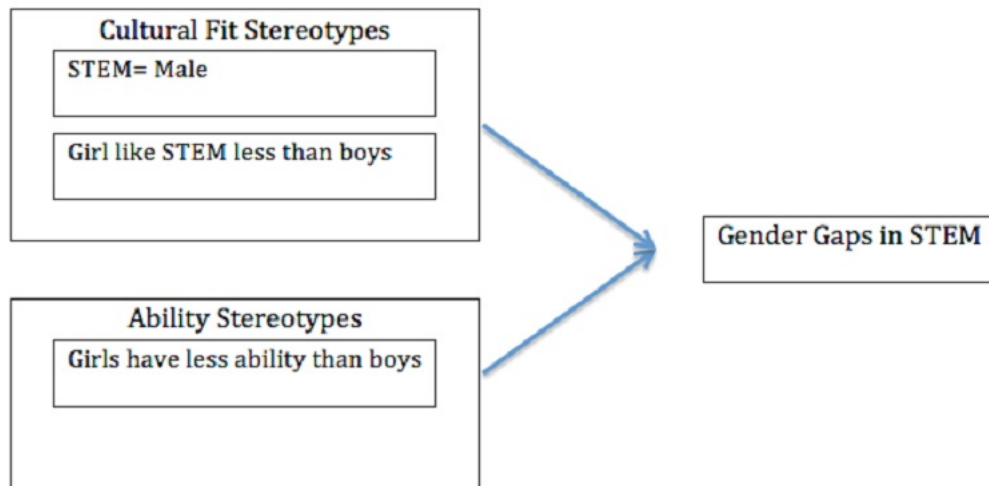 Cultural Fit Stereotypes
STEM= Male
Girl like STEM less than boys
Ability Stereotypes
Girls have less ability than boys
Gender Gaps in STEM